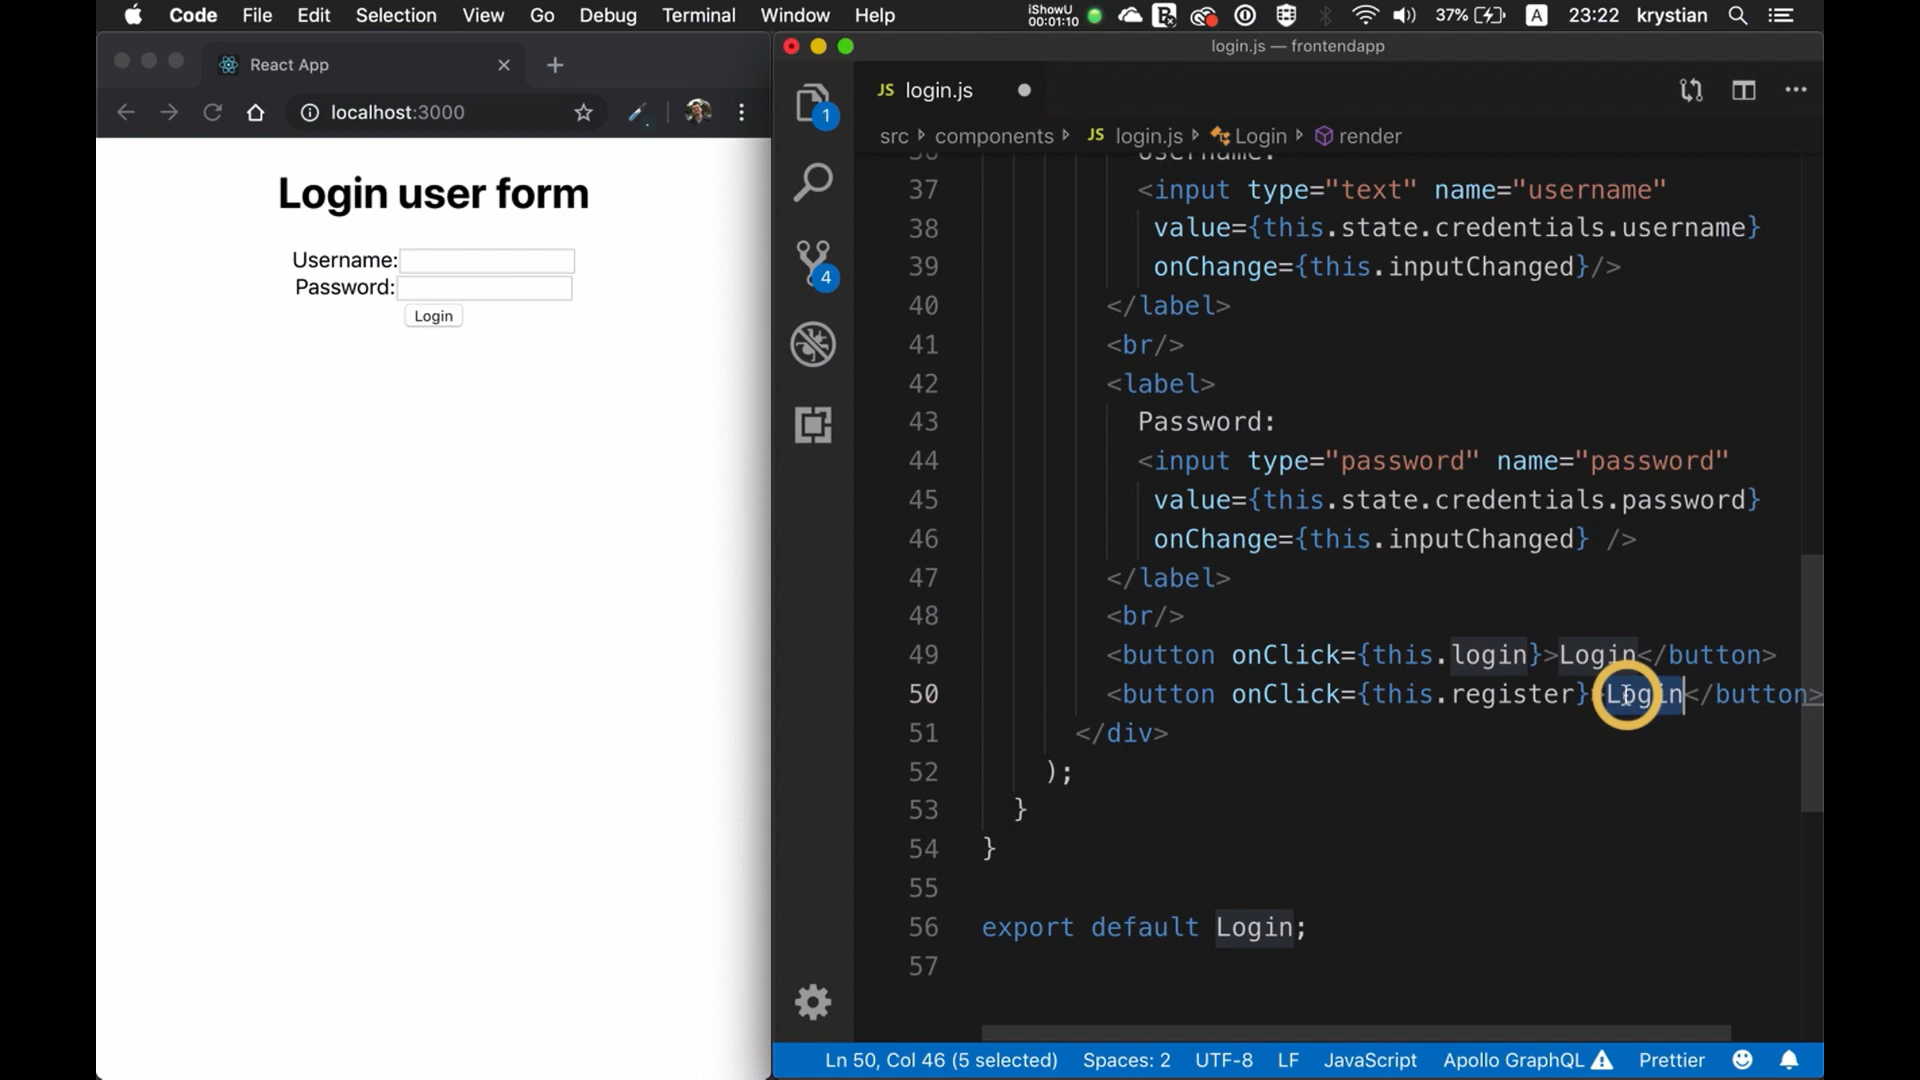 Code File Edit Selection View Go Debug Terminal Window Help iShowU 00:01:10 37% A 23:22 krystian
React App
localhost:3000
Login user form
Username:
Password:
Login
login.js — frontendapp
JS login.js
src components JS login.js Login render
1
4
36 Username:
37 <input type="text" name="username"
38 value={this.state.credentials.username}
39 onChange={this.inputChanged}/>
40 </label>
41 <br/>
42 <label>
43 Password:
44 <input type="password" name="password"
45 value={this.state.credentials.password}
46 onChange={this.inputChanged} />
47 </label>
48 <br/>
49 <button onClick={this.login}>Login</button>
50 <button onClick={this.register}>Login</button>
51 </div>
52 );
53 }
54 }
55
56 export default Login;
57
Ln 50, Col 46 (5 selected) Spaces: 2 UTF-8 LF JavaScript Apollo GraphQL Prettier